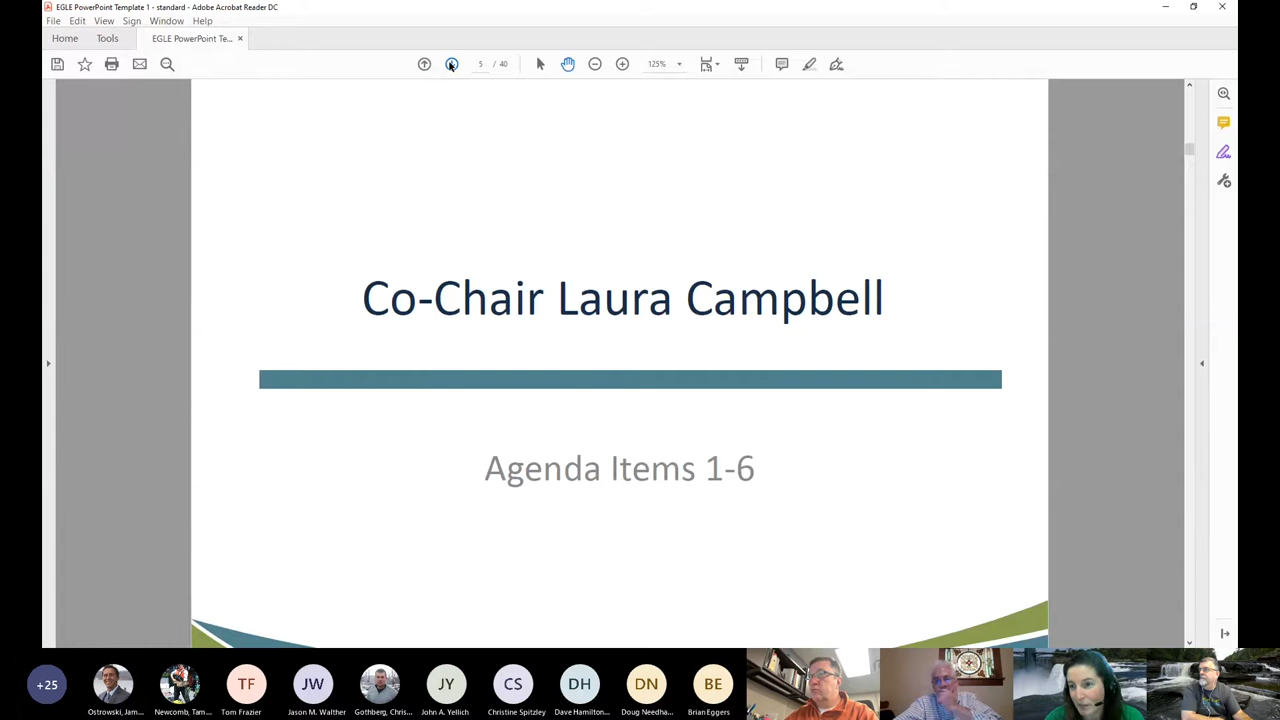 EGLE PowerPoint Template 1 - standard - Adobe Acrobat Reader DC
File Edit View Sign Window Help
Home Tools EGLE PowerPoint Te... ×
5 / 40 125%
Co-Chair Laura Campbell
Agenda Items 1-6
+25 TF JW JY CS DH DN BE
Ostrowski, Jam... Newcomb, Tam... Tom Frazier Jason M. Walther Gothberg, Chris... John A. Yellich Christine Spitzley Dave Hamilton... Doug Needha... Brian Eggers